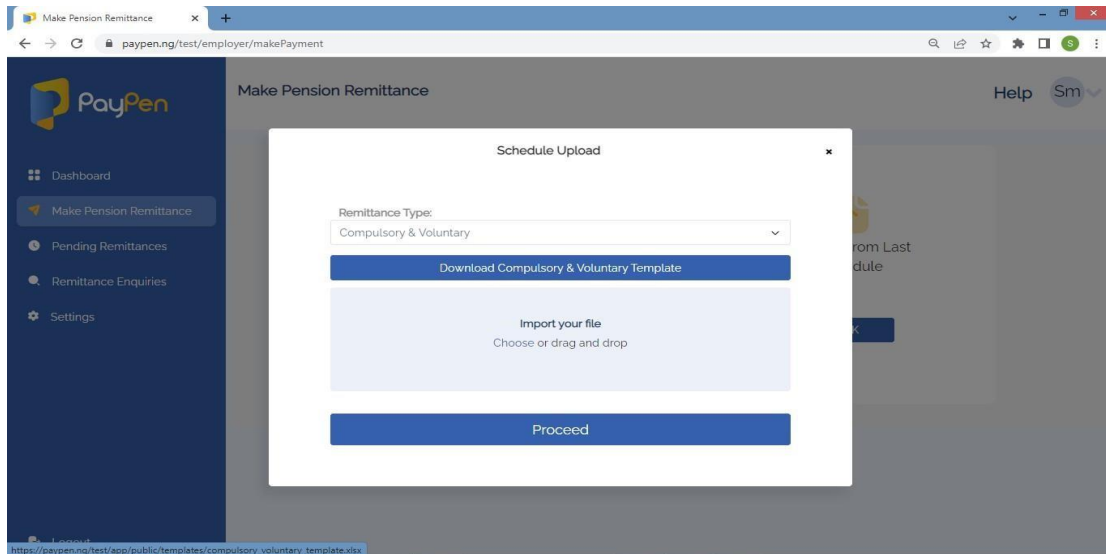 Make Pension Remittance
paypen.ng/test/employer/makePayment
S
PayPen
Make Pension Remittance
Help
Sm
Dashboard
Make Pension Remittance
Pending Remittances
Remittance Enquiries
Settings
Logout
Schedule Upload
Remittance Type:
Compulsory & Voluntary
Download Compulsory & Voluntary Template
Import your file
Choose or drag and drop
Proceed
rom Last
dule
K
https://paypen.ng/test/app/public/templates/compulsory_voluntary_template.xlsx